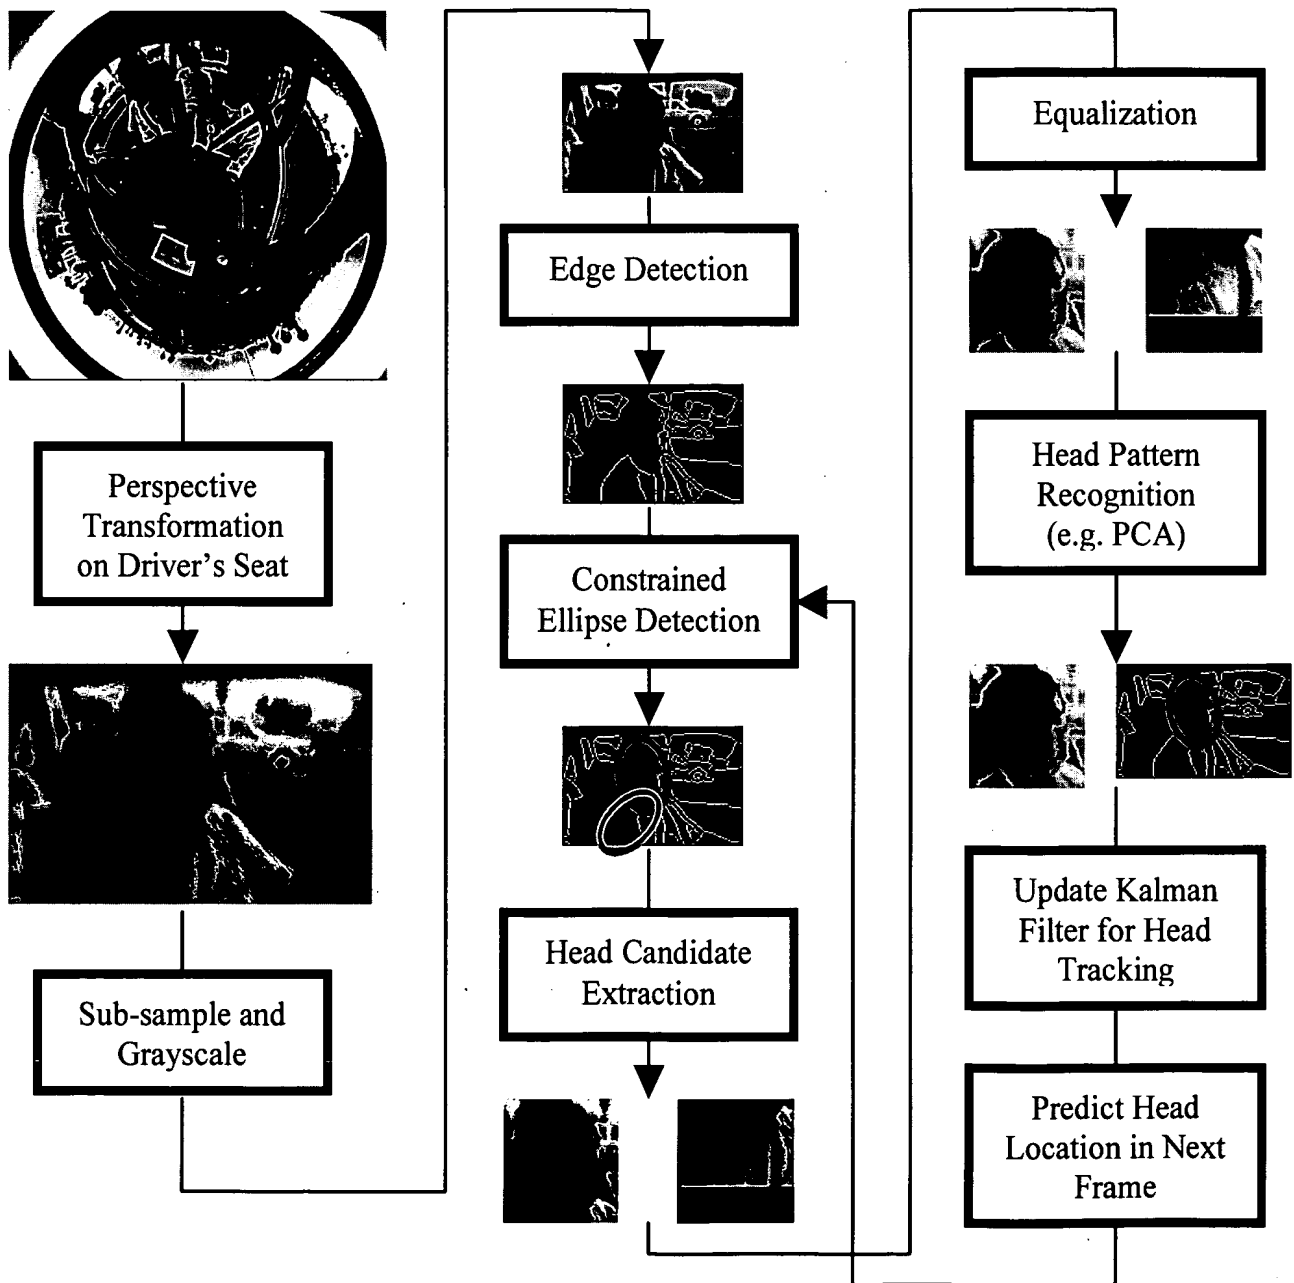 Perspective
Transformation
on Driver's Seat
Sub-sample and
Grayscale
Edge Detection
Constrained
Ellipse Detection
Head Candidate
Extraction
Equalization
Head Pattern
Recognition
(e.g. PCA)
Update Kalman
Filter for Head
Tracking
Predict Head
Location in Next
Frame